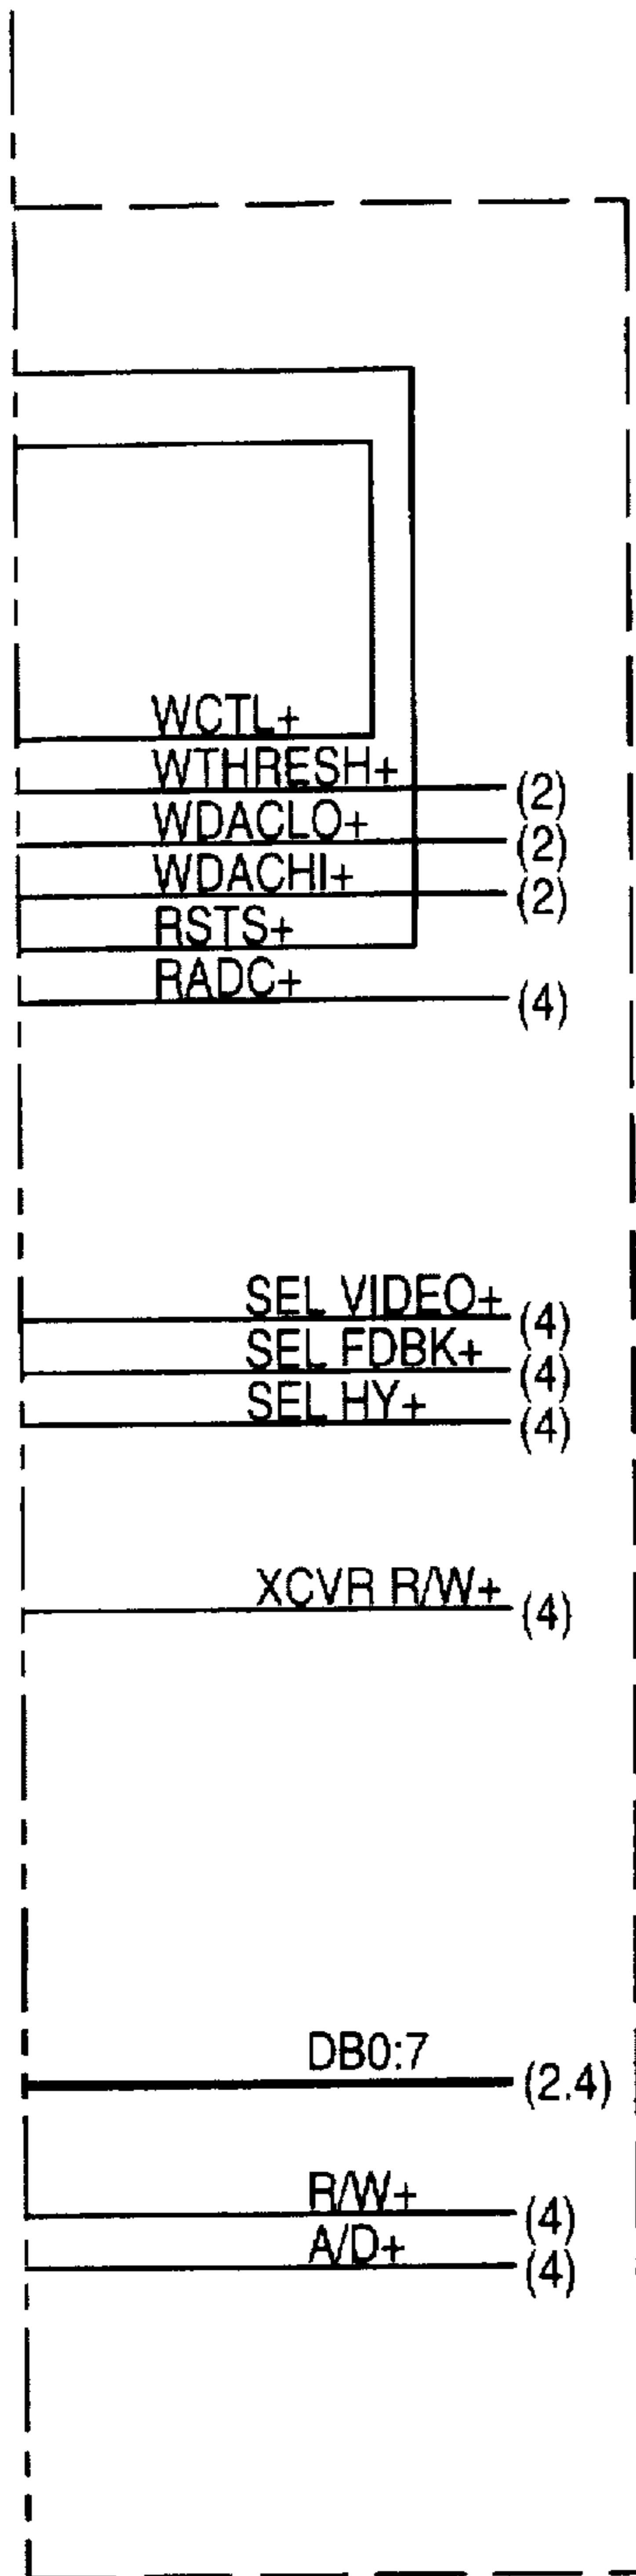 WCTL+
WTHRESH+ (2)
WDACLO+ (2)
WDACHI+ (2)
RSTS+
RADC+ (4)
SEL VIDEO+ (4)
SEL FDBK+ (4)
SEL HY+ (4)
XCVR R/W+ (4)
DB0:7 (2.4)
R/W+ (4)
A/D+ (4)